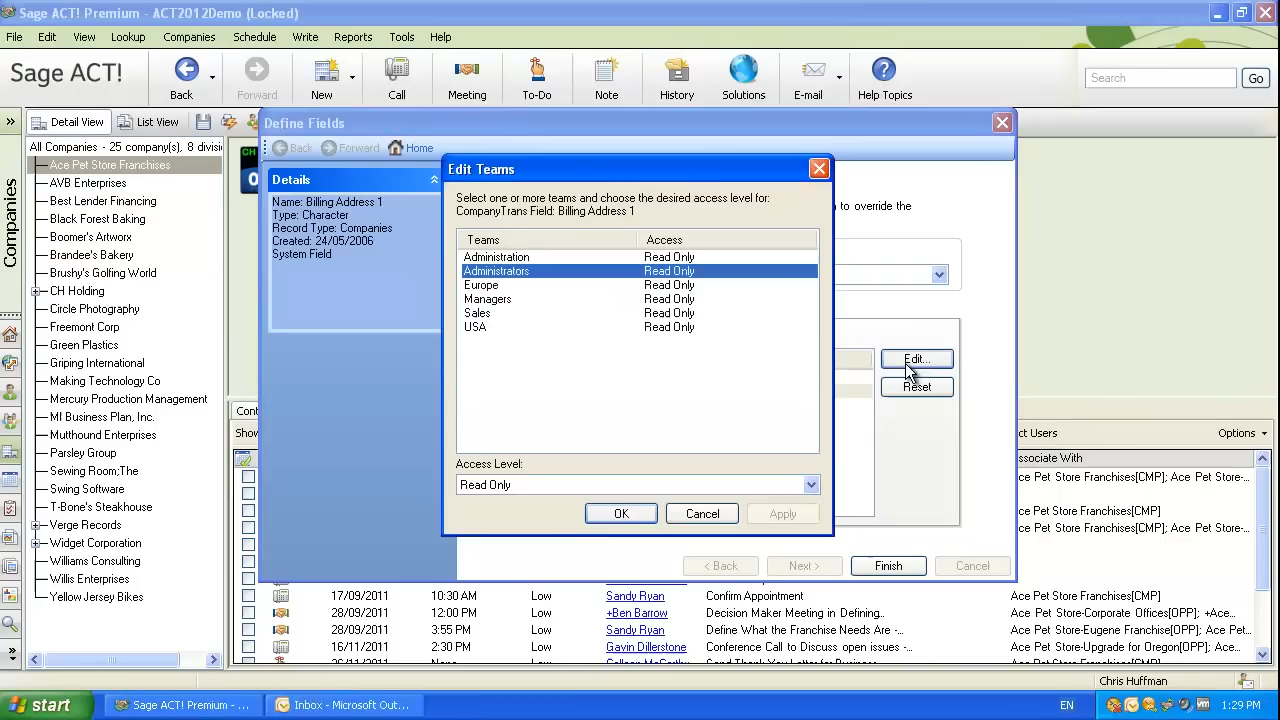 Sage ACT! Premium - ACT2012Demo (Locked)
File Edit View Lookup Companies Schedule Write Reports Tools Help
Sage ACT!
Back Forward New Call Meeting To-Do Note History Solutions E-mail Help Topics
Search Go
Detail View List View
Companies
All Companies - 25 company(s), 8 divisi
Ace Pet Store Franchises
AVB Enterprises
Best Lender Financing
Black Forest Baking
Boomer's Artworx
Brandee's Bakery
Brushy's Golfing World
CH Holding
Circle Photography
Freemont Corp
Green Plastics
Griping International
Making Technology Co
Mercury Production Management
MI Business Plan, Inc.
Mutthound Enterprises
Parsley Group
Sewing Room;The
Swing Software
T-Bone's Steakhouse
Verge Records
Widget Corporation
Williams Consulting
Willis Enterprises
Yellow Jersey Bikes
Define Fields
Back Forward Home
Details
Name: Billing Address 1
Type: Character
Record Type: Companies
Created: 24/05/2006
System Field
n to override the
Edit...
Reset
< Back Next > Finish Cancel
Edit Teams
Select one or more teams and choose the desired access level for:
CompanyTrans Field: Billing Address 1
Teams Access
Administration Read Only
Administrators Read Only
Europe Read Only
Managers Read Only
Sales Read Only
USA Read Only
Access Level:
Read Only
OK Cancel Apply
CH
0
Cont
Show
ct Users Options
ssociate With
ce Pet Store Franchises[CMP]; Ace Pet Store-...
ce Pet Store Franchises[CMP]
ce Pet Store Franchises[CMP]; Ace Pet Store-...
17/09/2011 10:30 AM Low Sandy Ryan Confirm Appointment Ace Pet Store Franchises[CMP]
28/09/2011 12:00 PM Low +Ben Barrow Decision Maker Meeting in Defining... Ace Pet Store-Corporate Offices[OPP]; +Ace...
28/09/2011 3:55 PM Low Sandy Ryan Define What the Franchise Needs Are -... Ace Pet Store-Eugene Franchise[OPP]; Ace P...
16/11/2011 2:30 PM Low Gavin Dillerstone Conference Call to Discuss open issues -... Ace Pet Store-Upgrade for Oregon[OPP]; Ac...
Chris Huffman
start Sage ACT! Premium - ... Inbox - Microsoft Out... EN 1:29 PM